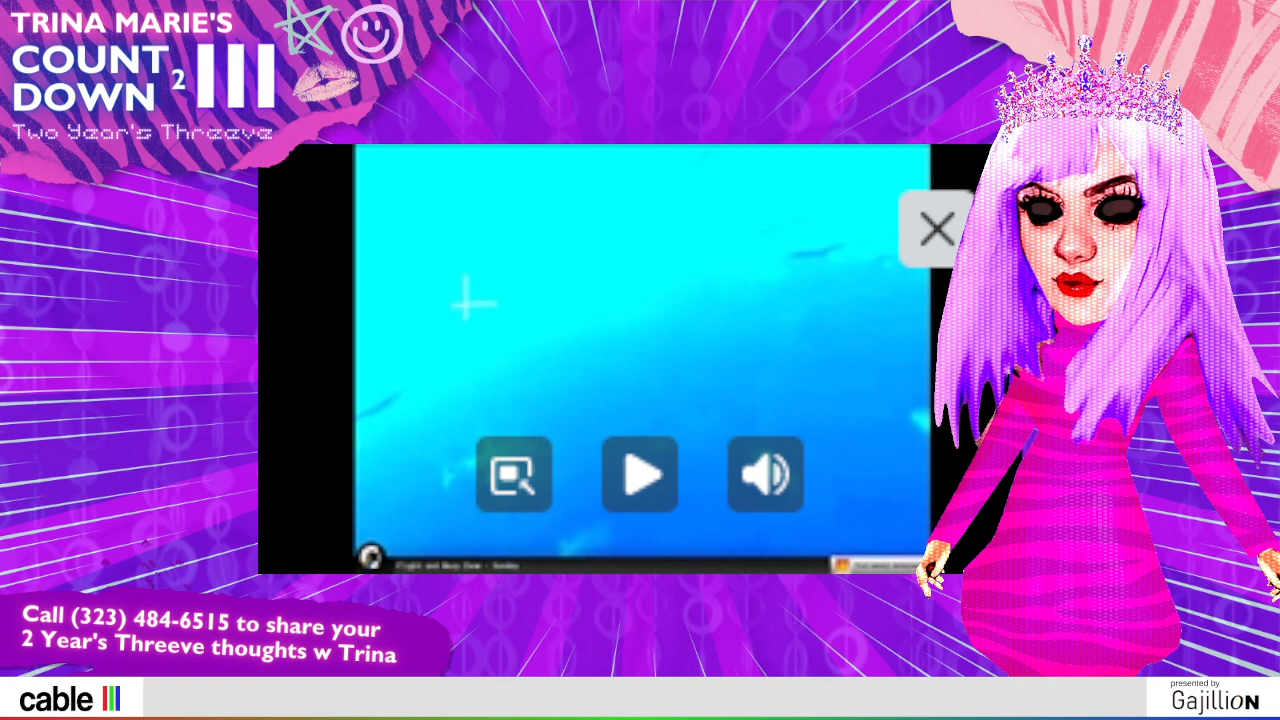 TRINA MARIE'S
COUNT
DOWN 2 III
Two Year's Threeve
Call (323) 484-6515 to share your
2 Year's Threeve thoughts w Trina
cable
presented by
GajilliON